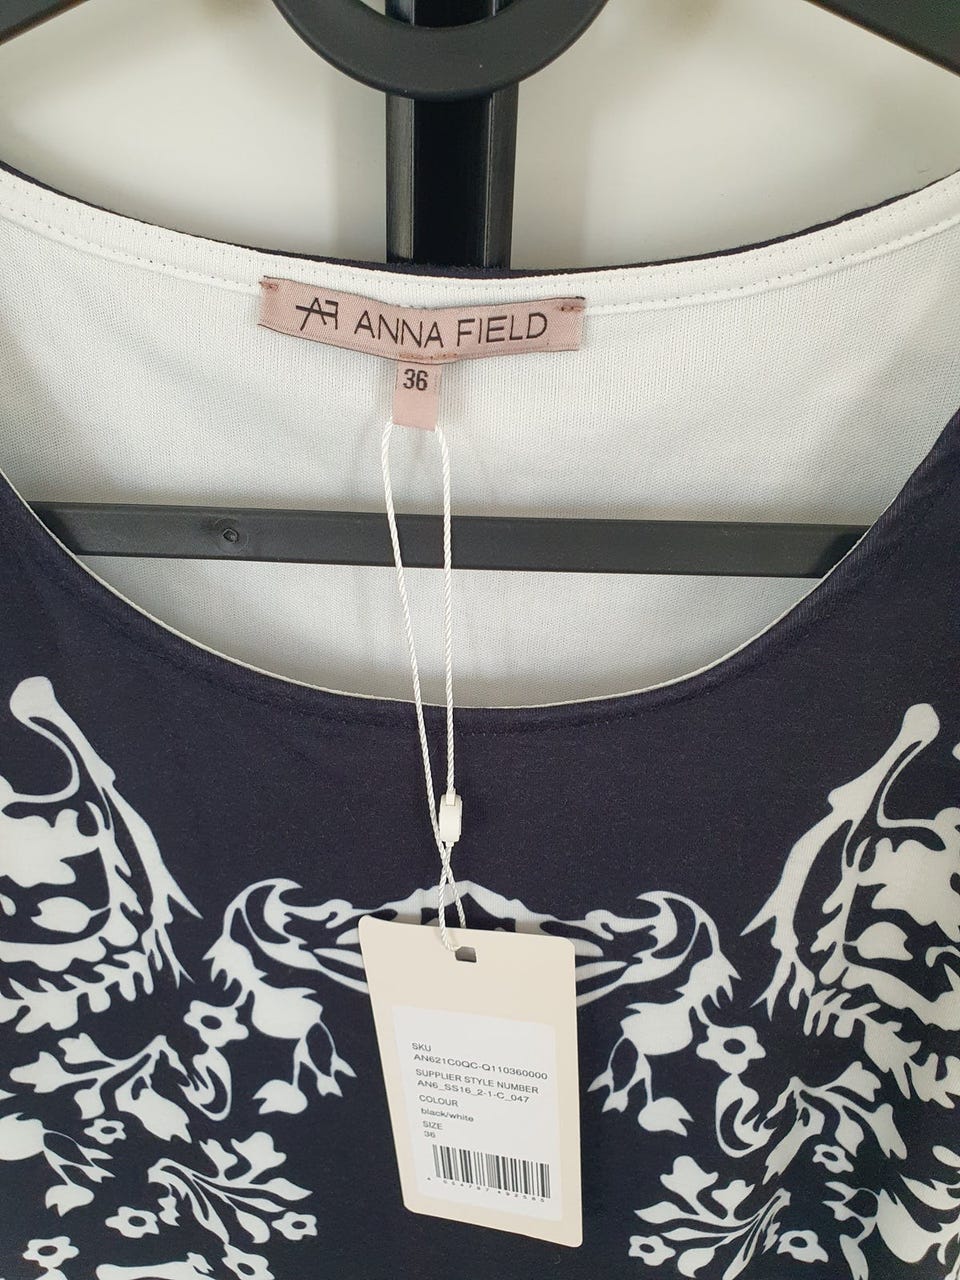 AF ANNA FIELD
36
SKU
AN621C0QC-Q110360000
SUPPLIER STYLE NUMBER
AN6_SS16_2-1-C_047
COLOUR
black/white
SIZE
36